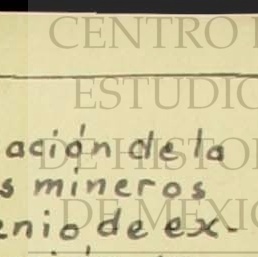 CENTRO
ESTUDIO
ación de la
DE HISTO
s mineros
DE MEXIC
enio de ex-